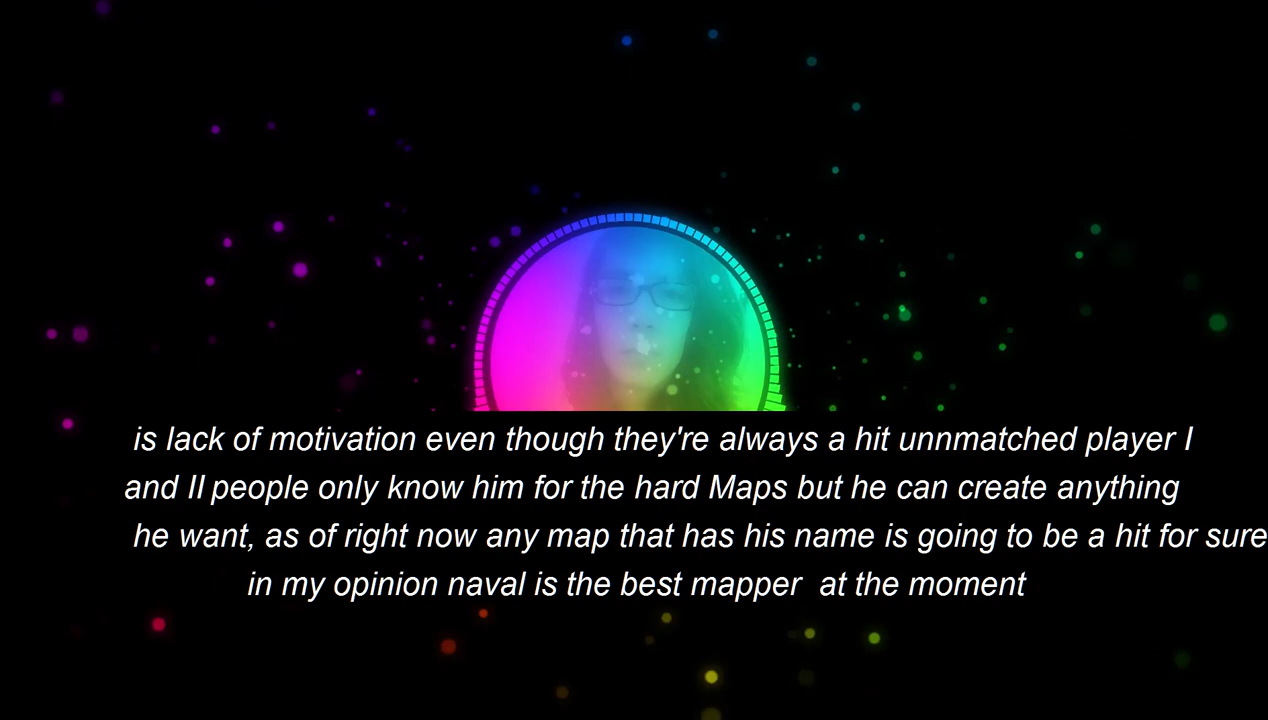 is lack of motivation even though they're always a hit unnmatched player I
and II people only know him for the hard Maps but he can create anything
he want, as of right now any map that has his name is going to be a hit for sure
in my opinion naval is the best mapper at the moment